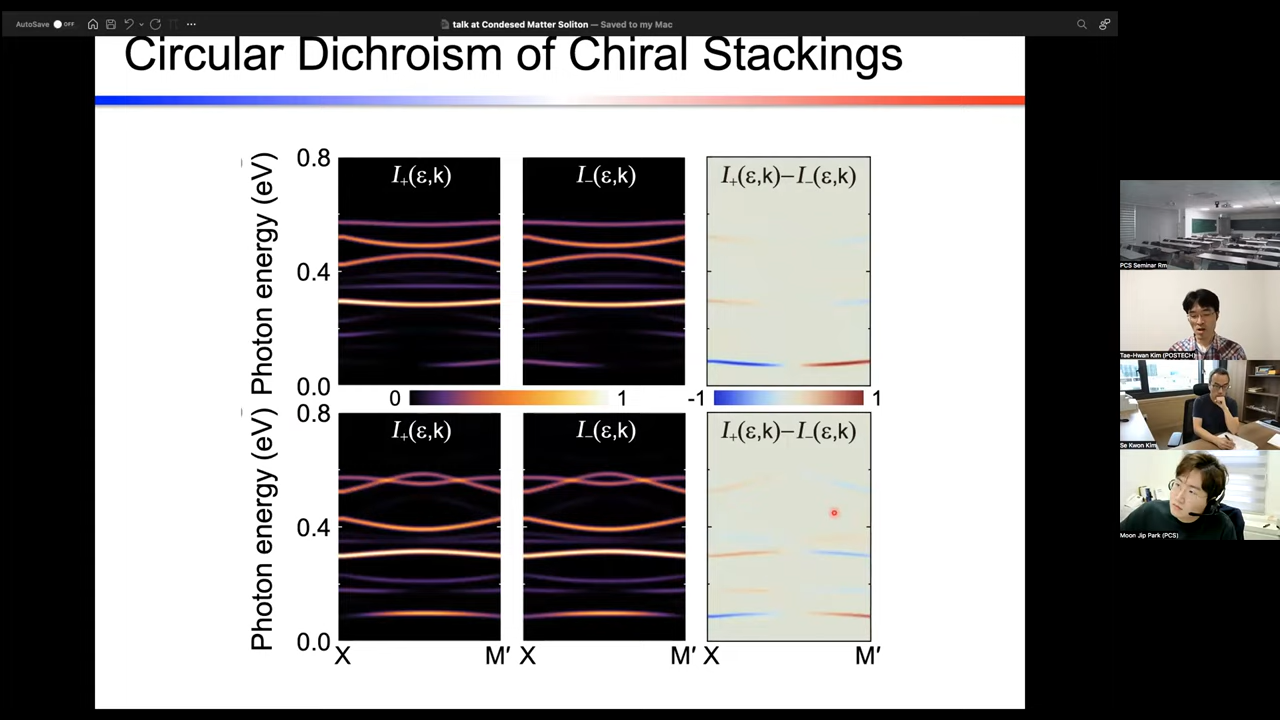 AutoSave OFF
talk at Condesed Matter Soliton — Saved to my Mac
Circular Dichroism of Chiral Stackings
Photon energy (eV)
0.8
0.4
0.0
I₊(ε,k)
I₋(ε,k)
I₊(ε,k)−I₋(ε,k)
0
1
-1
1
Photon energy (eV)
0.8
0.4
0.0
I₊(ε,k)
I₋(ε,k)
I₊(ε,k)−I₋(ε,k)
X
M′
X
M′
X
M′
PCS Seminar Rm
Tae-Hwan Kim (POSTECH)
Se Kwon Kim
Moon Jip Park (PCS)